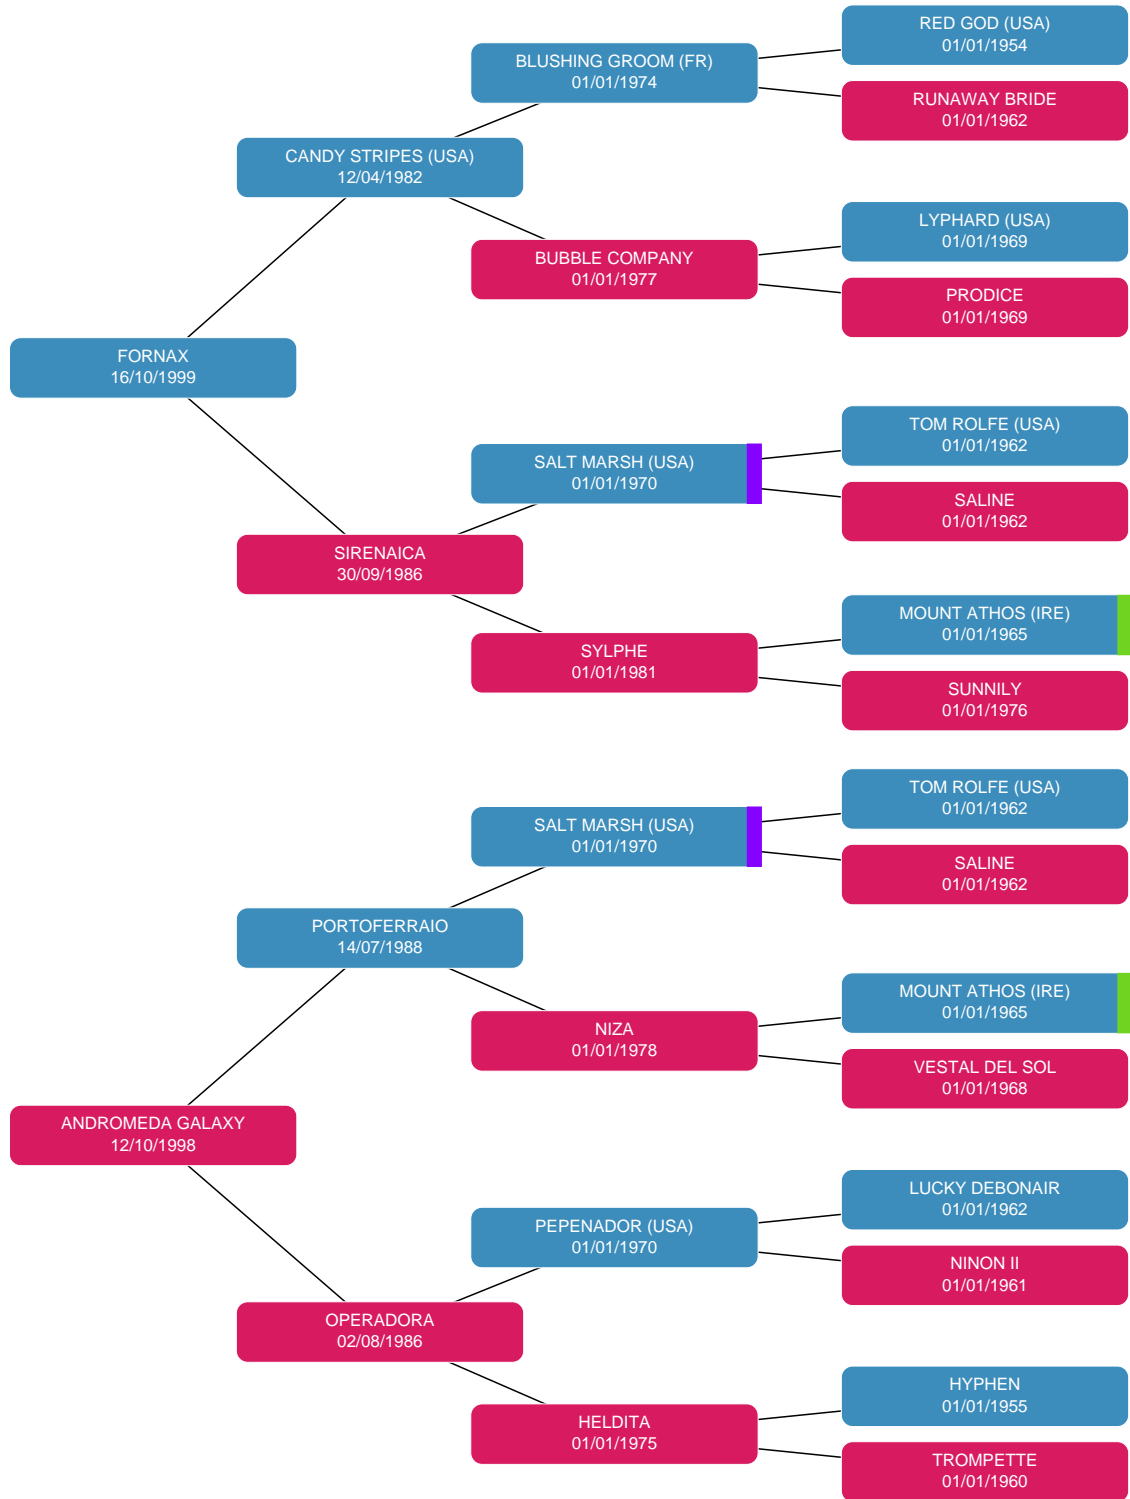 RED GOD (USA)
01/01/1954
BLUSHING GROOM (FR)
01/01/1974
RUNAWAY BRIDE
01/01/1962
CANDY STRIPES (USA)
12/04/1982
LYPHARD (USA)
01/01/1969
BUBBLE COMPANY
01/01/1977
PRODICE
01/01/1969
FORNAX
16/10/1999
TOM ROLFE (USA)
01/01/1962
SALT MARSH (USA)
01/01/1970
SALINE
01/01/1962
SIRENAICA
30/09/1986
MOUNT ATHOS (IRE)
01/01/1965
SYLPHE
01/01/1981
SUNNILY
01/01/1976
TOM ROLFE (USA)
01/01/1962
SALT MARSH (USA)
01/01/1970
SALINE
01/01/1962
PORTOFERRAIO
14/07/1988
MOUNT ATHOS (IRE)
01/01/1965
NIZA
01/01/1978
VESTAL DEL SOL
01/01/1968
ANDROMEDA GALAXY
12/10/1998
LUCKY DEBONAIR
01/01/1962
PEPENADOR (USA)
01/01/1970
NINON II
01/01/1961
OPERADORA
02/08/1986
HYPHEN
01/01/1955
HELDITA
01/01/1975
TROMPETTE
01/01/1960